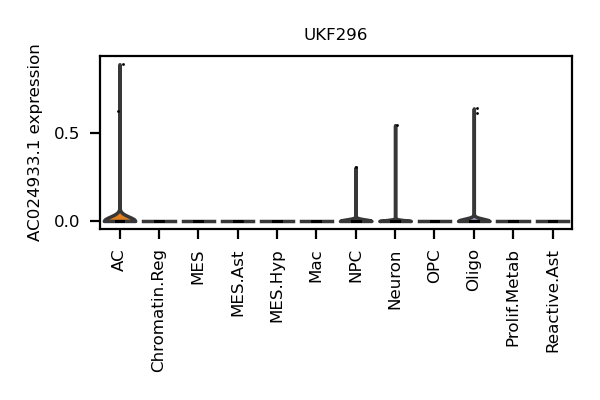 UKF296
AC024933.1 expression
0.5
0.0
AC
Chromatin.Reg
MES
MES.Ast
MES.Hyp
Mac
NPC
Neuron
OPC
Oligo
Prolif.Metab
Reactive.Ast